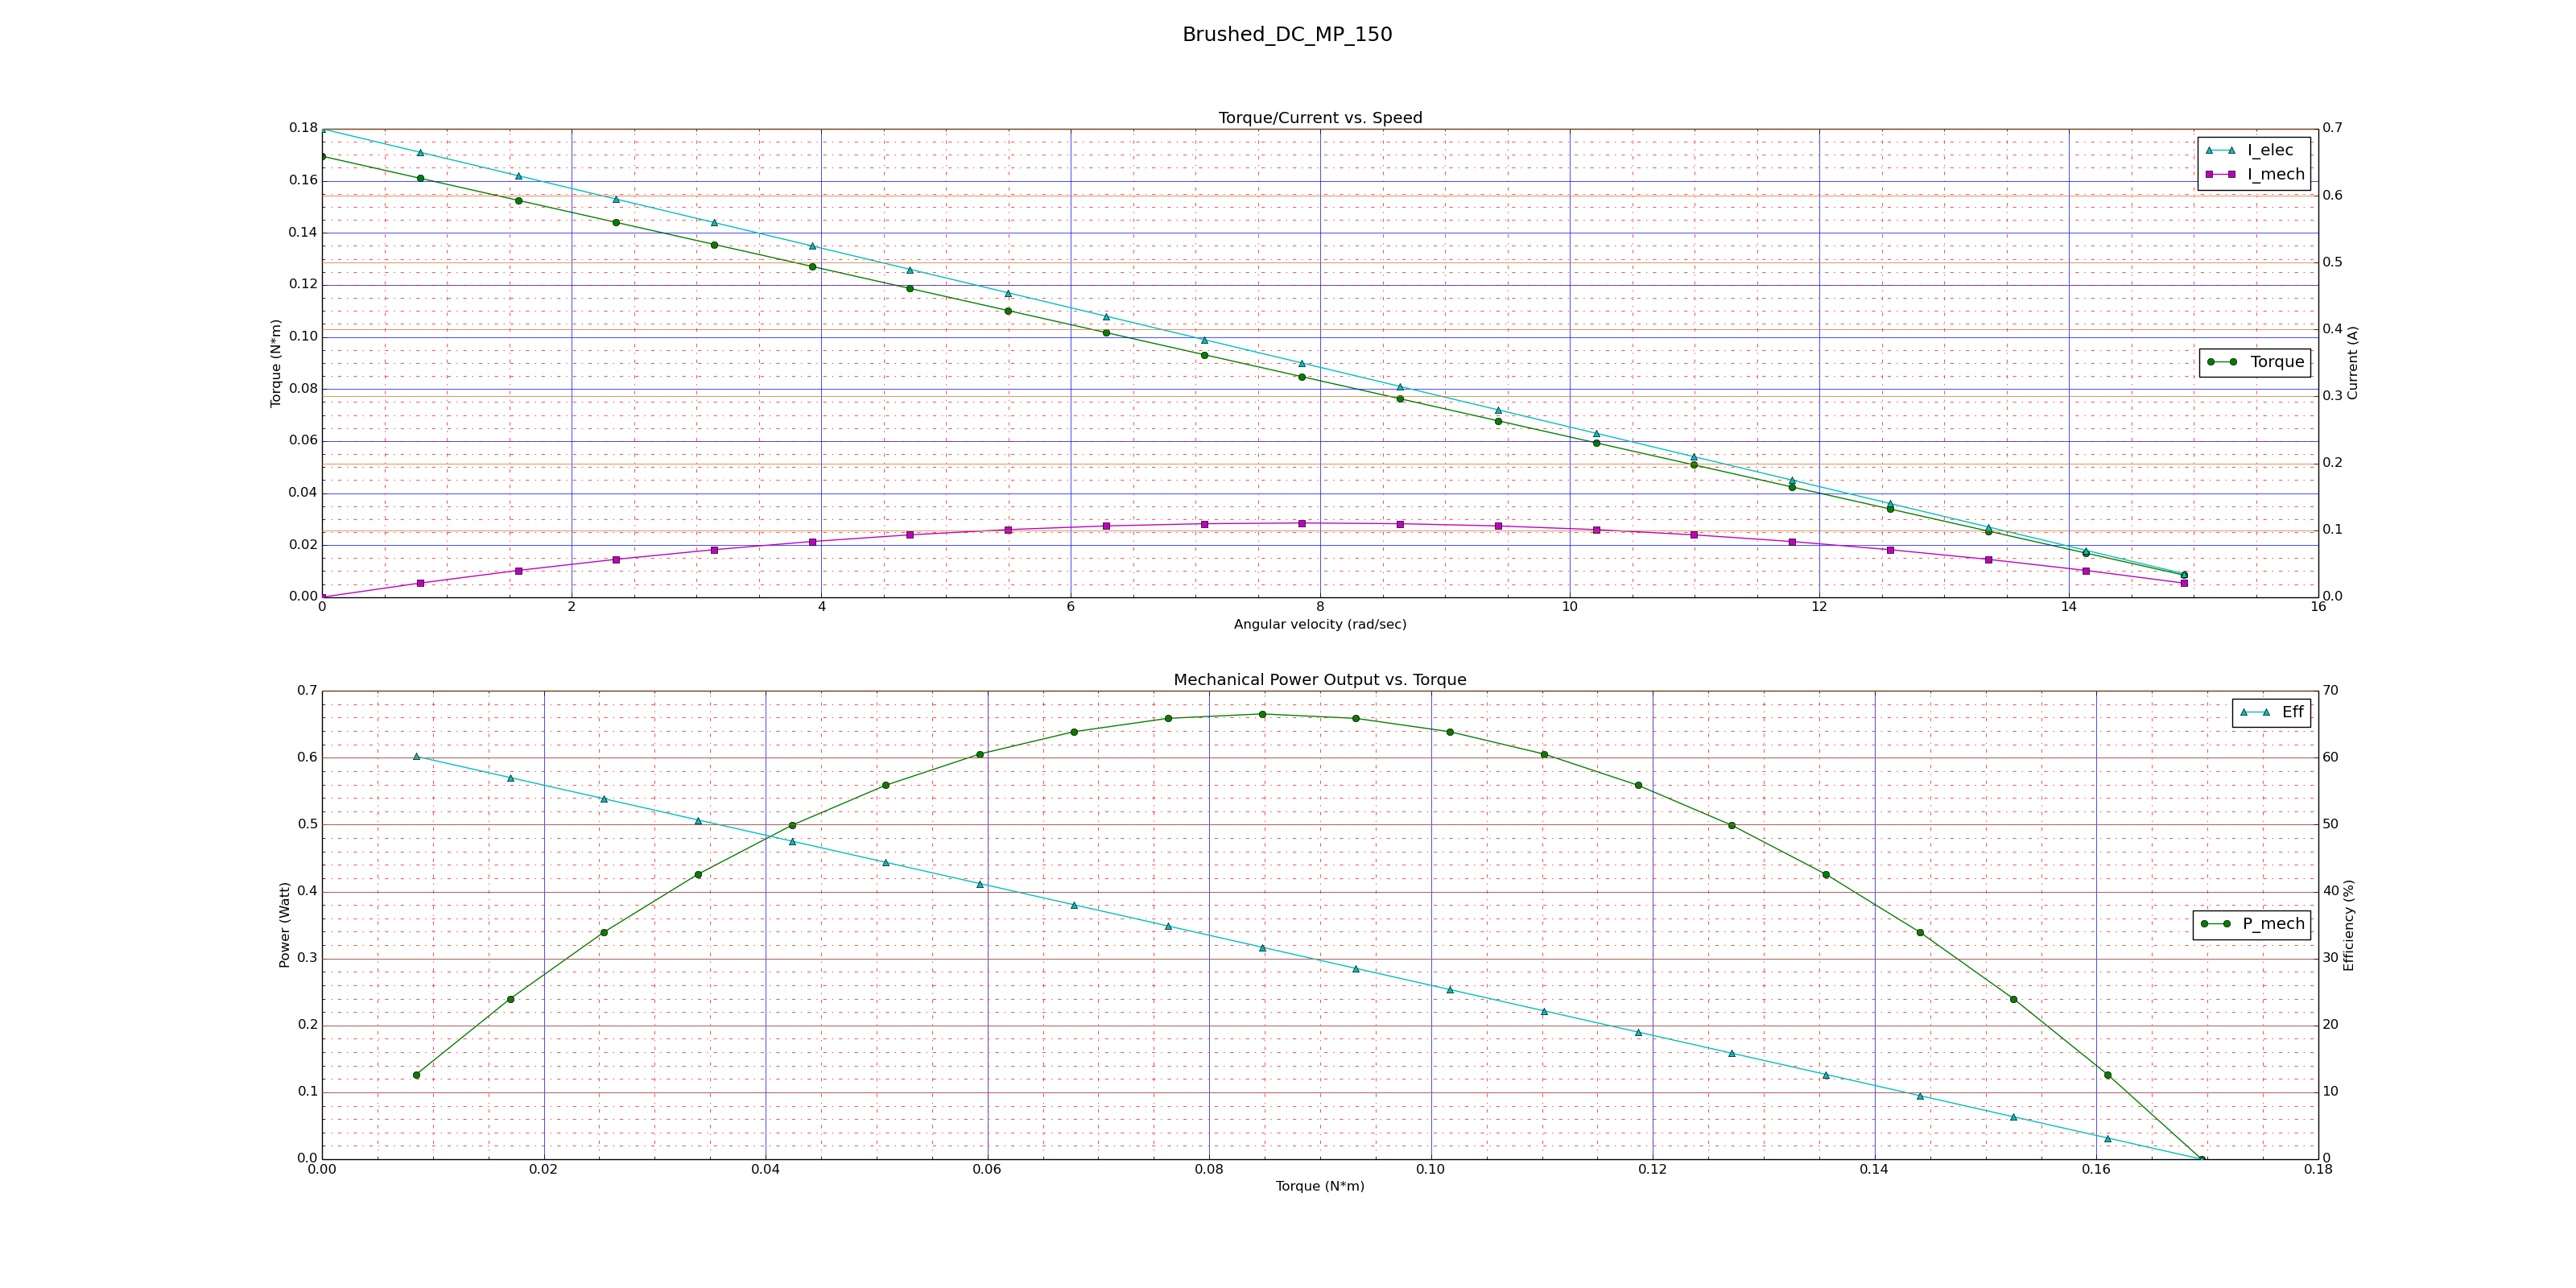 Brushed_DC_MP_150
Torque/Current vs. Speed
0.18
0.16
0.14
0.12
0.10
0.08
0.06
0.04
0.02
0.00
Torque (N*m)
0.7
0.6
0.5
0.4
0.3
0.2
0.1
0.0
Current (A)
I_elec
I_mech
Torque
0 2 4 6 8 10 12 14 16
Angular velocity (rad/sec)
Mechanical Power Output vs. Torque
0.7
0.6
0.5
0.4
0.3
0.2
0.1
0.0
Power (Watt)
70
60
50
40
30
20
10
0
Efficiency (%)
Eff
P_mech
0.00 0.02 0.04 0.06 0.08 0.10 0.12 0.14 0.16 0.18
Torque (N*m)